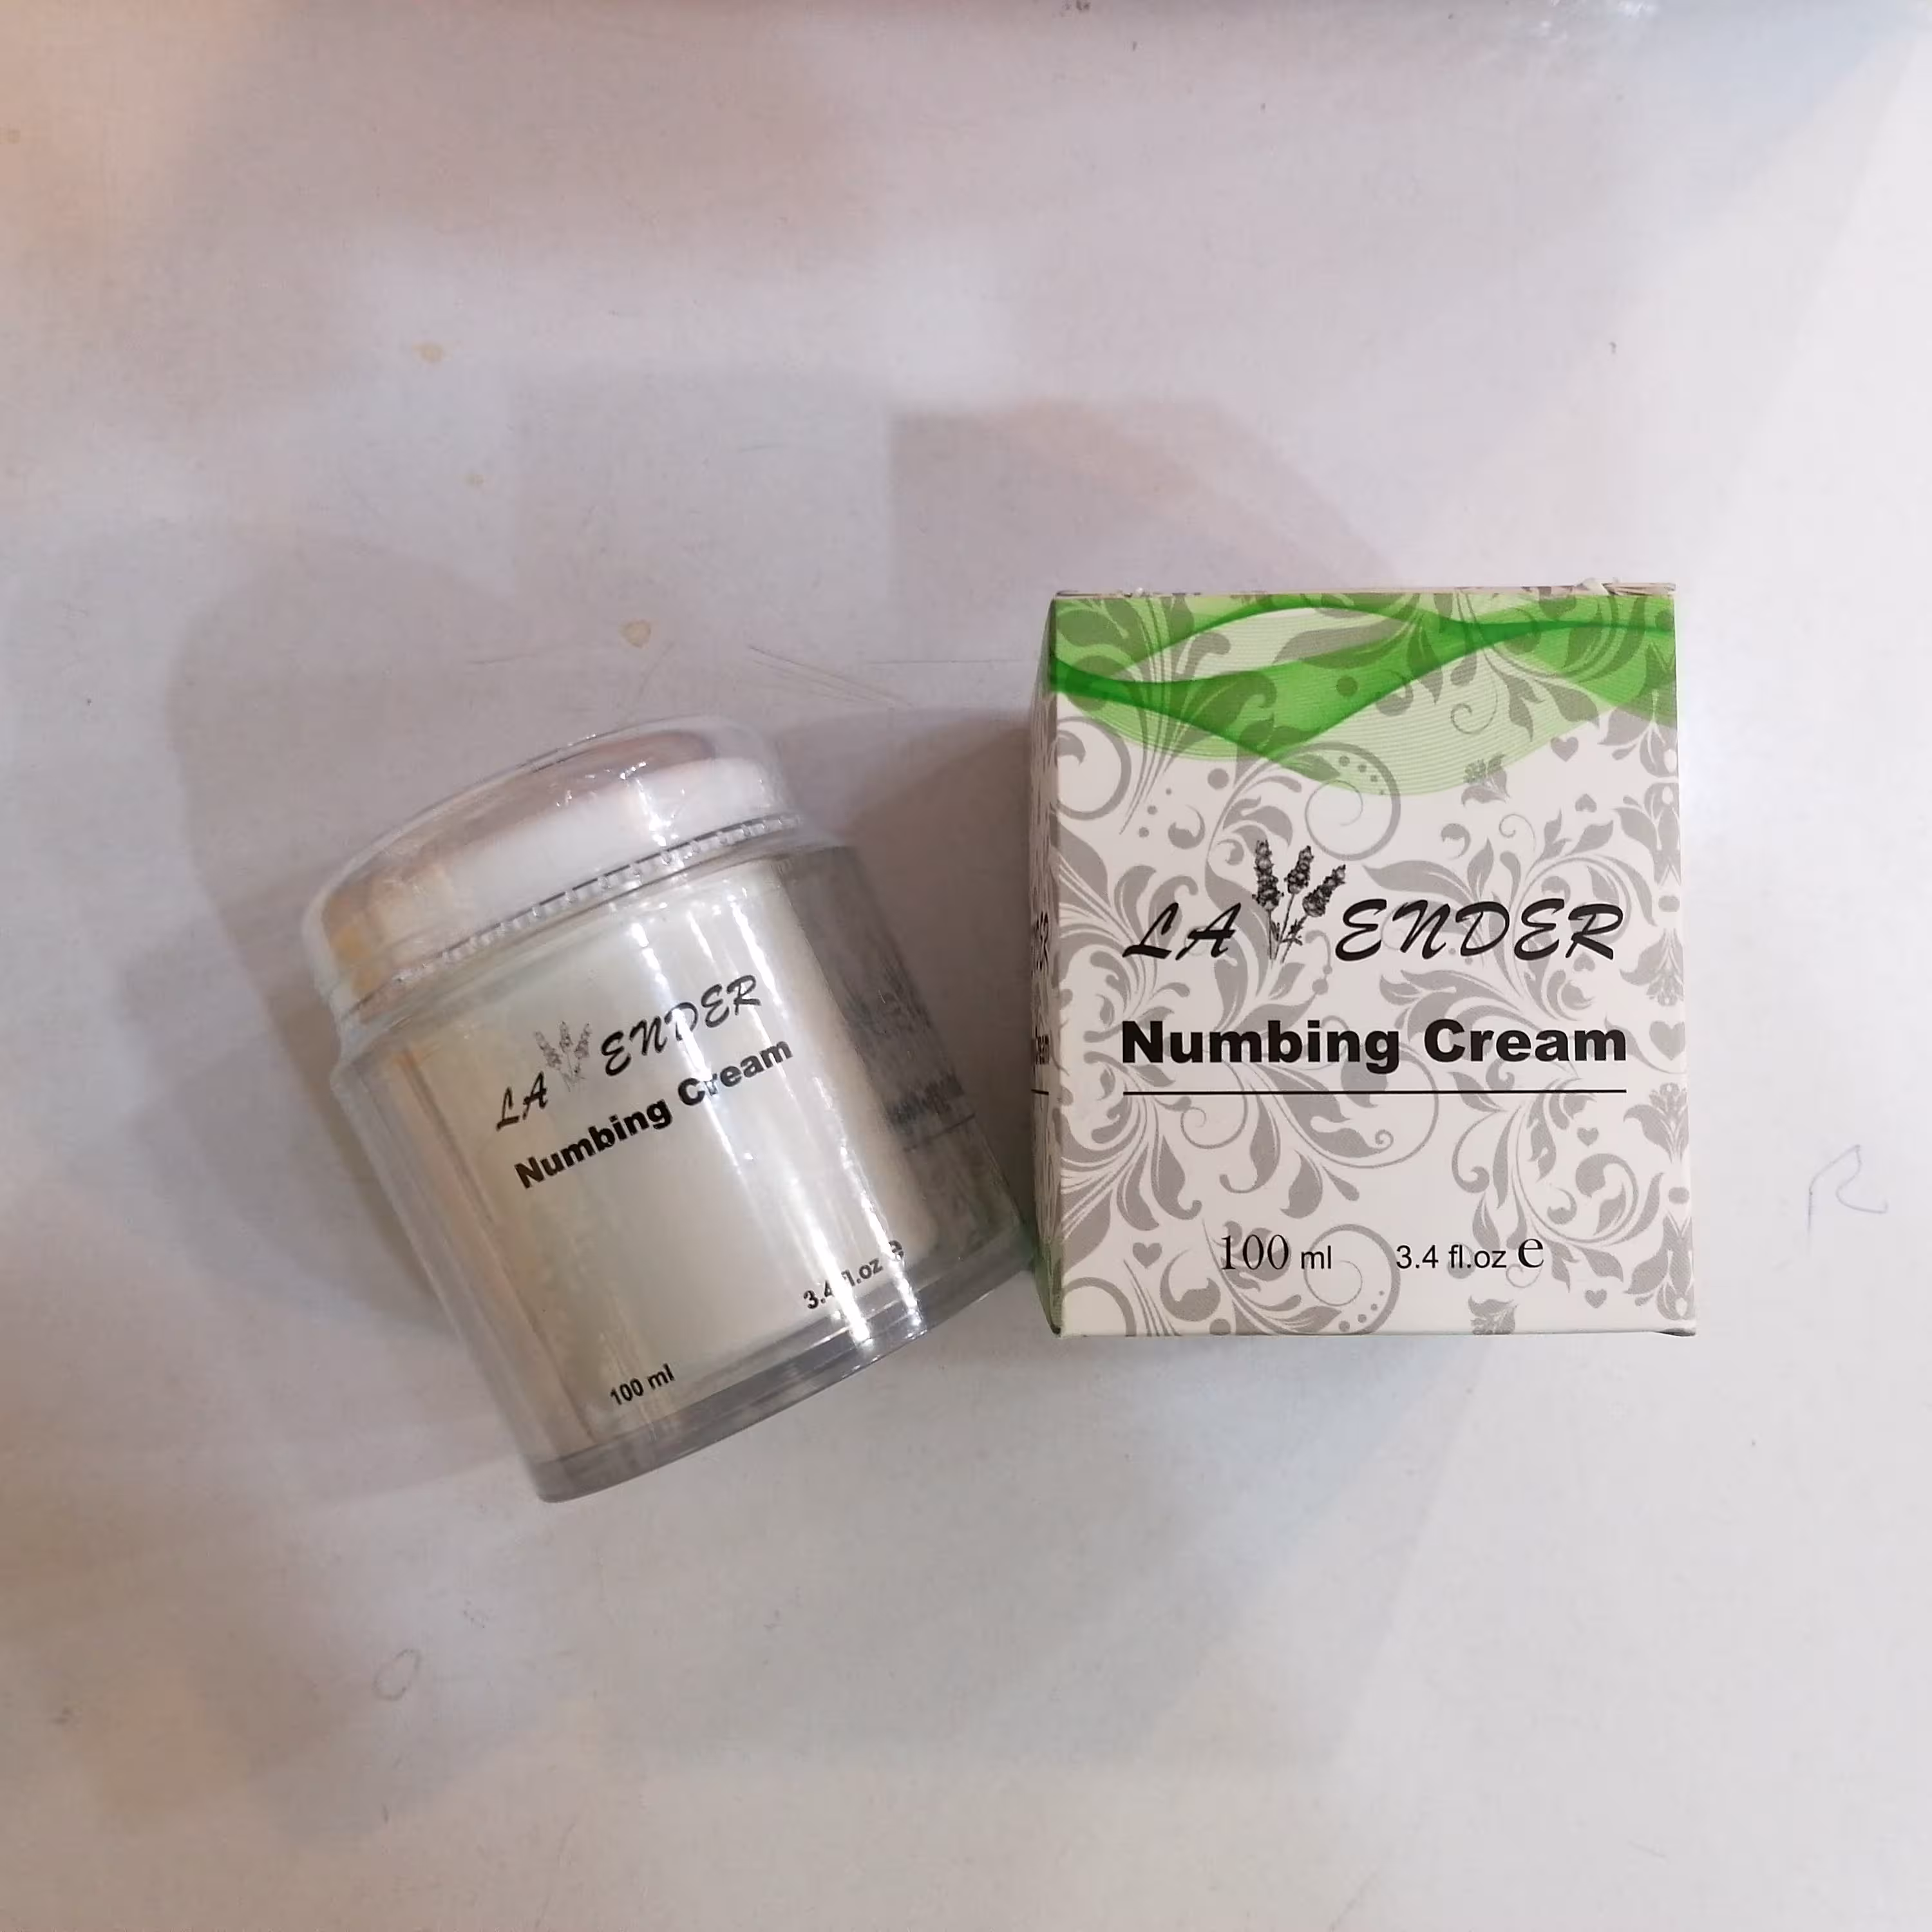 LA ENDER
Numbing Cream
3.4 fl.oz e
100 ml
LA ENDER
Numbing Cream
100 ml 3.4 fl.oz e